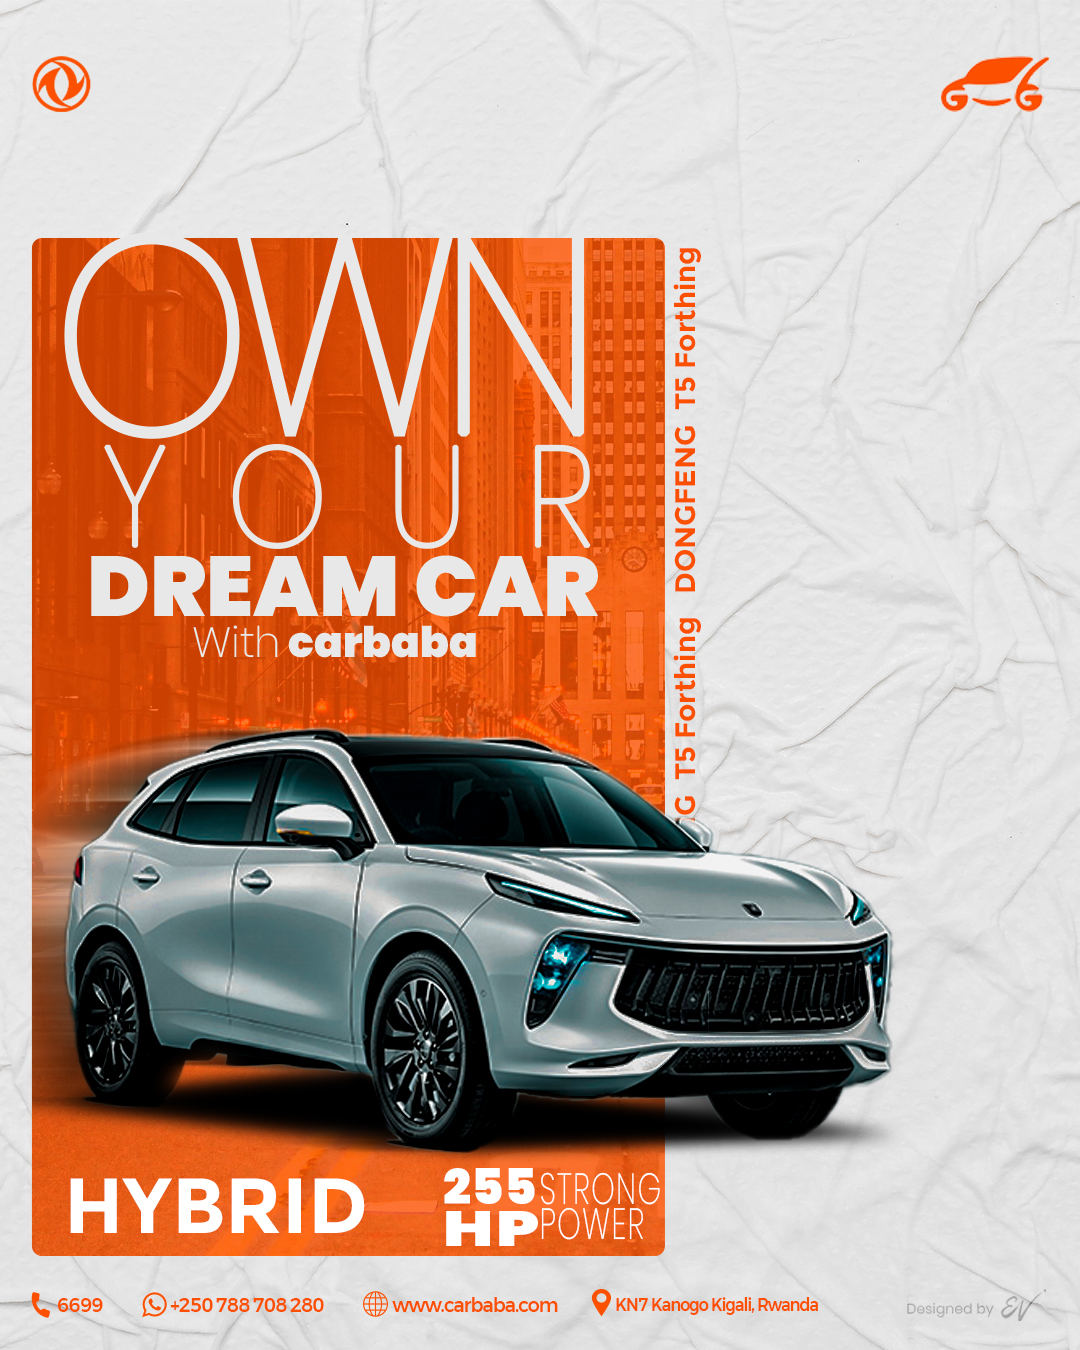 OWN
YOUR
DREAM CAR
With carbaba
T5 Forthing
DONGFENG
T5 Forthing
G
HYBRID
255 STRONG
HP POWER
6699
+250 788 708 280
www.carbaba.com
KN7 Kanogo Kigali, Rwanda
Designed by EV